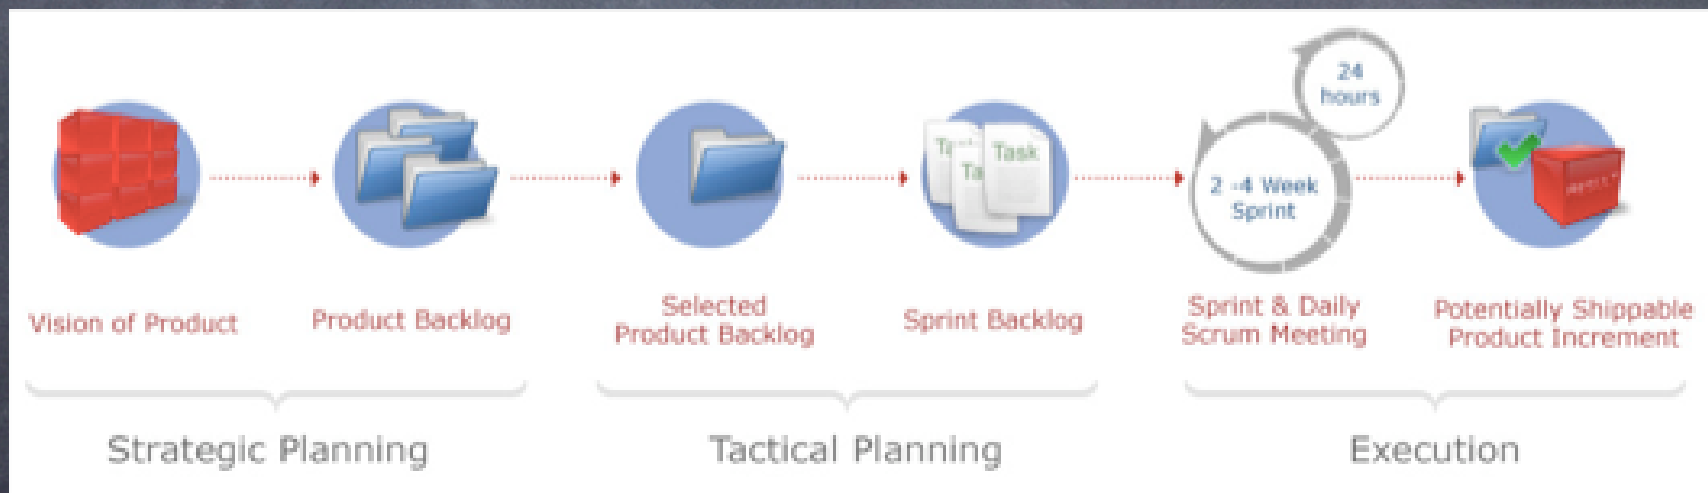 24
hours
Task
2 -4 Week
Sprint
Vision of Product
Product Backlog
Selected
Product Backlog
Sprint Backlog
Sprint & Daily
Scrum Meeting
Potentially Shippable
Product Increment
Strategic Planning
Tactical Planning
Execution